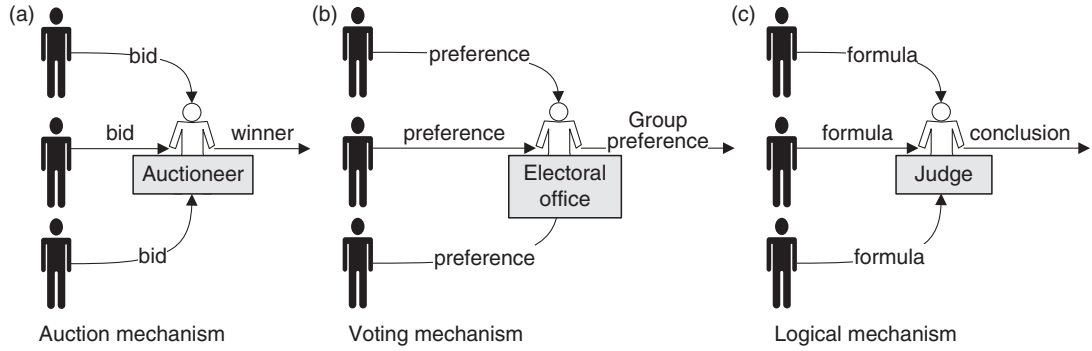 (a)
bid
bid
winner
Auctioneer
bid
Auction mechanism
(b)
preference
preference
Group
preference
Electoral
office
preference
Voting mechanism
(c)
formula
formula
conclusion
Judge
formula
Logical mechanism